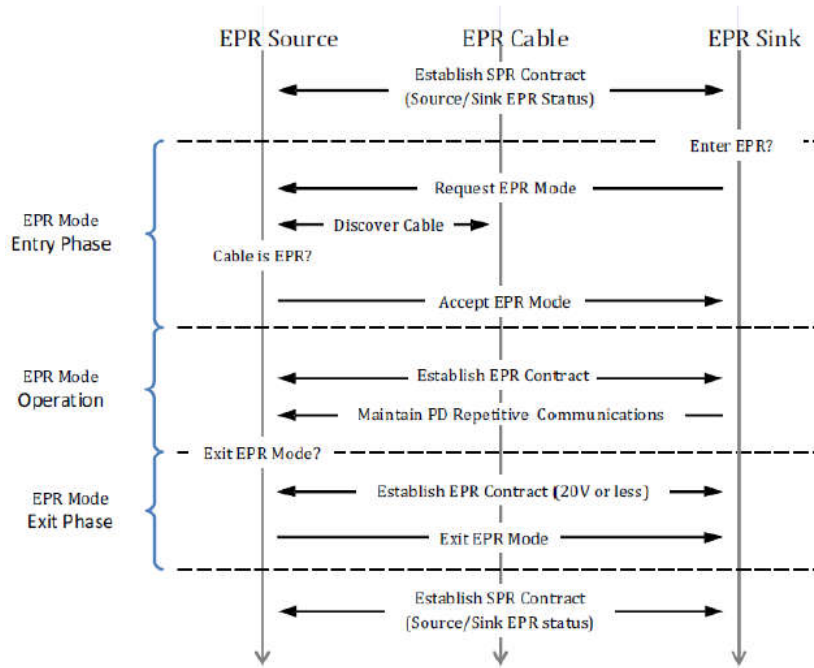 EPR Source
EPR Cable
EPR Sink
Establish SPR Contract
(Source/Sink EPR Status)
Enter EPR?
Request EPR Mode
EPR Mode
Entry Phase
Discover Cable
Cable is EPR?
Accept EPR Mode
EPR Mode
Operation
Establish EPR Contract
Maintain PD Repetitive Communications
Exit EPR Mode?
EPR Mode
Exit Phase
Establish EPR Contract (20V or less)
Exit EPR Mode
Establish SPR Contract
(Source/Sink EPR status)